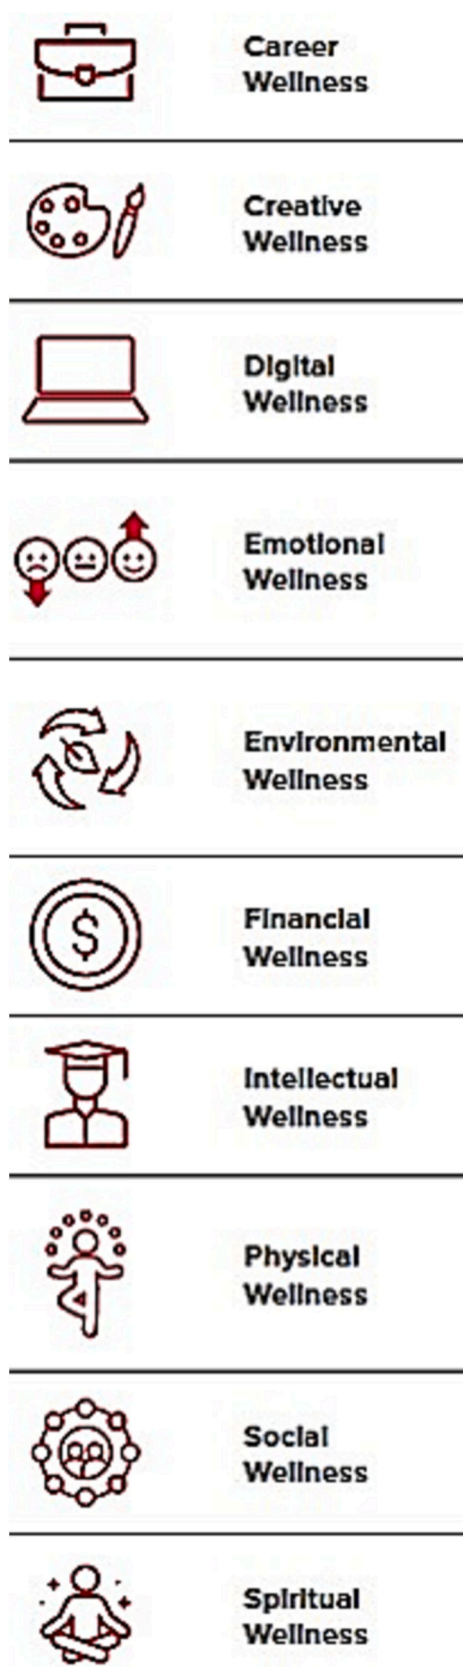 Career
Wellness
Creative
Wellness
Digital
Wellness
Emotional
Wellness
Environmental
Wellness
$
Financial
Wellness
Intellectual
Wellness
Physical
Wellness
Social
Wellness
Spiritual
Wellness